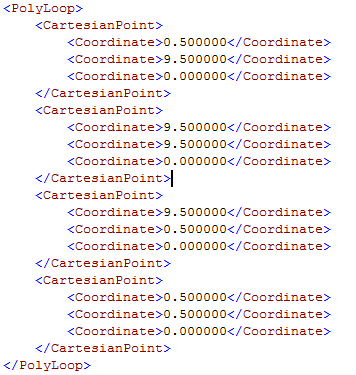 <PolyLoop>
    <CartesianPoint>
        <Coordinate>0.500000</Coordinate>
        <Coordinate>9.500000</Coordinate>
        <Coordinate>0.000000</Coordinate>
    </CartesianPoint>
    <CartesianPoint>
        <Coordinate>9.500000</Coordinate>
        <Coordinate>9.500000</Coordinate>
        <Coordinate>0.000000</Coordinate>
    </CartesianPoint>
    <CartesianPoint>
        <Coordinate>9.500000</Coordinate>
        <Coordinate>0.500000</Coordinate>
        <Coordinate>0.000000</Coordinate>
    </CartesianPoint>
    <CartesianPoint>
        <Coordinate>0.500000</Coordinate>
        <Coordinate>0.500000</Coordinate>
        <Coordinate>0.000000</Coordinate>
    </CartesianPoint>
</PolyLoop>